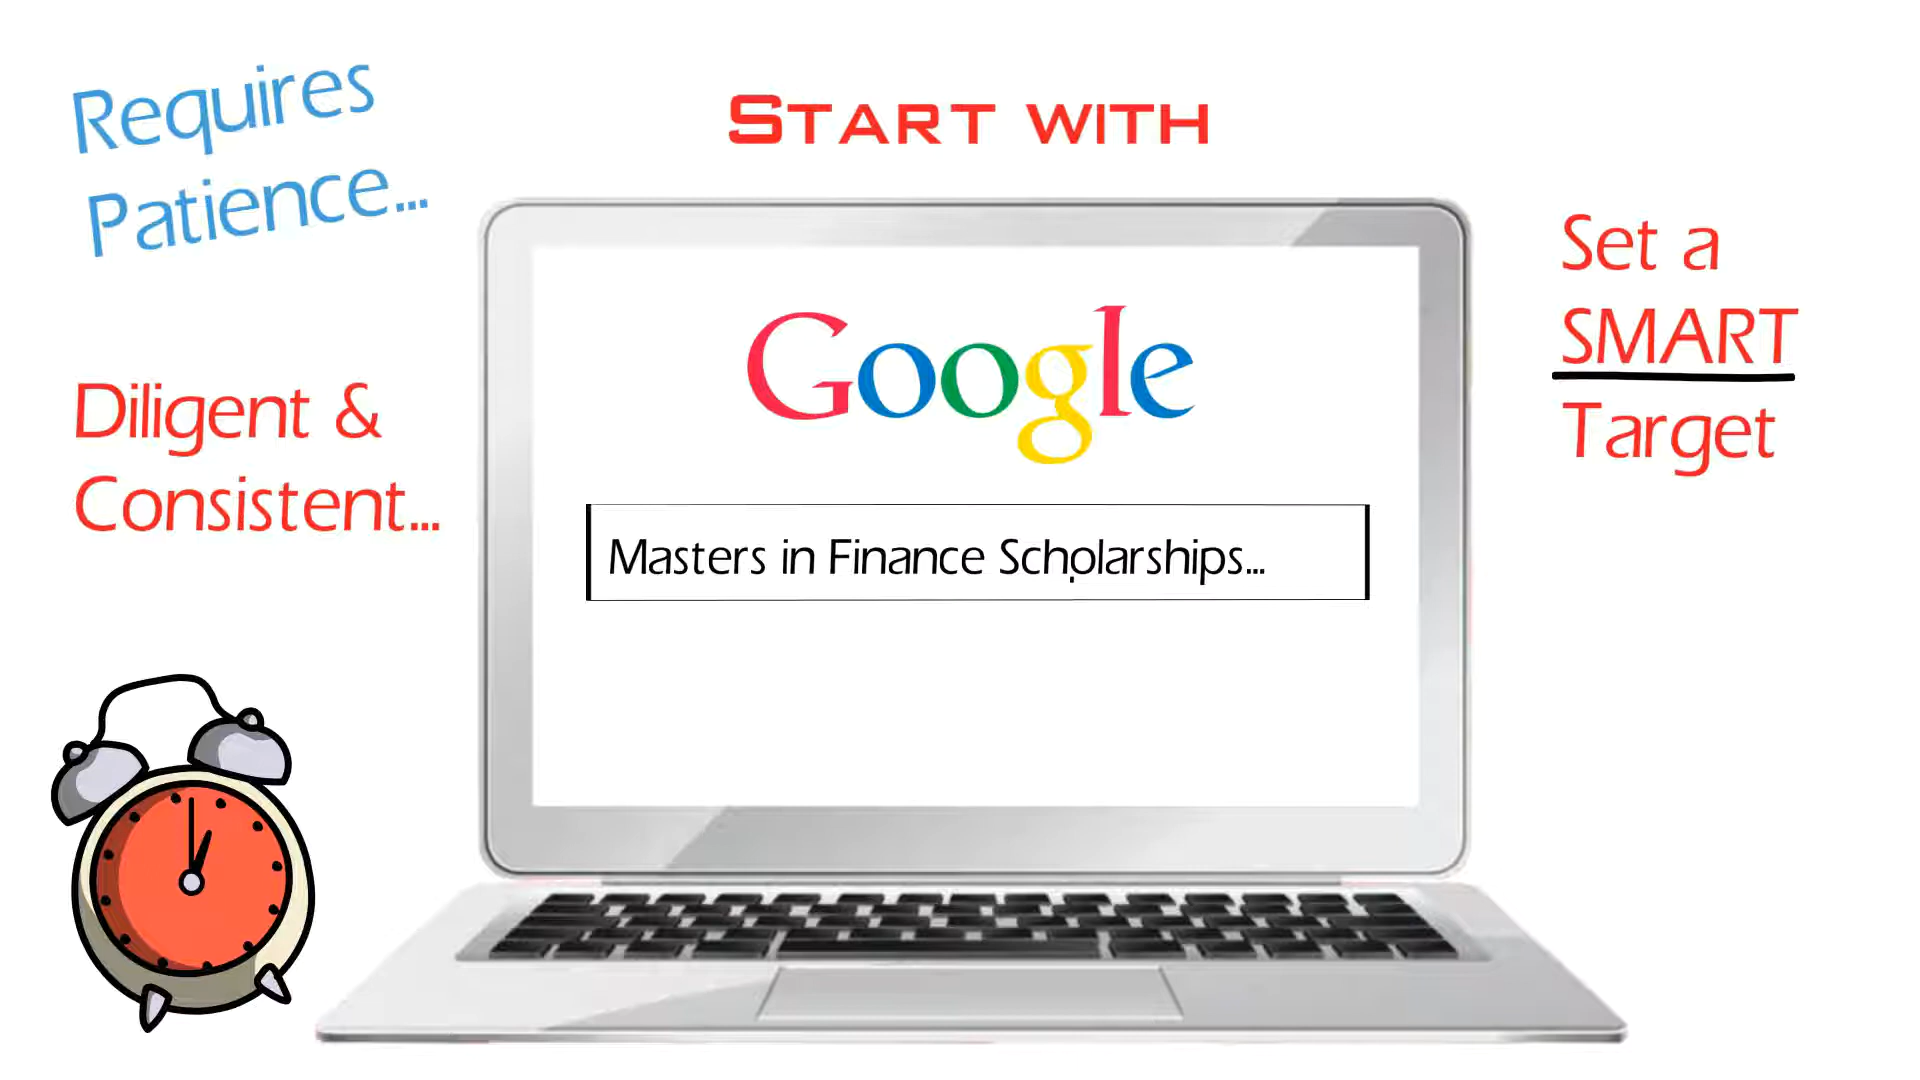 Requires
Patience...
Diligent &
Consistent...
START WITH
Google
Masters in Finance Scholarships...
Set a
SMART
Target